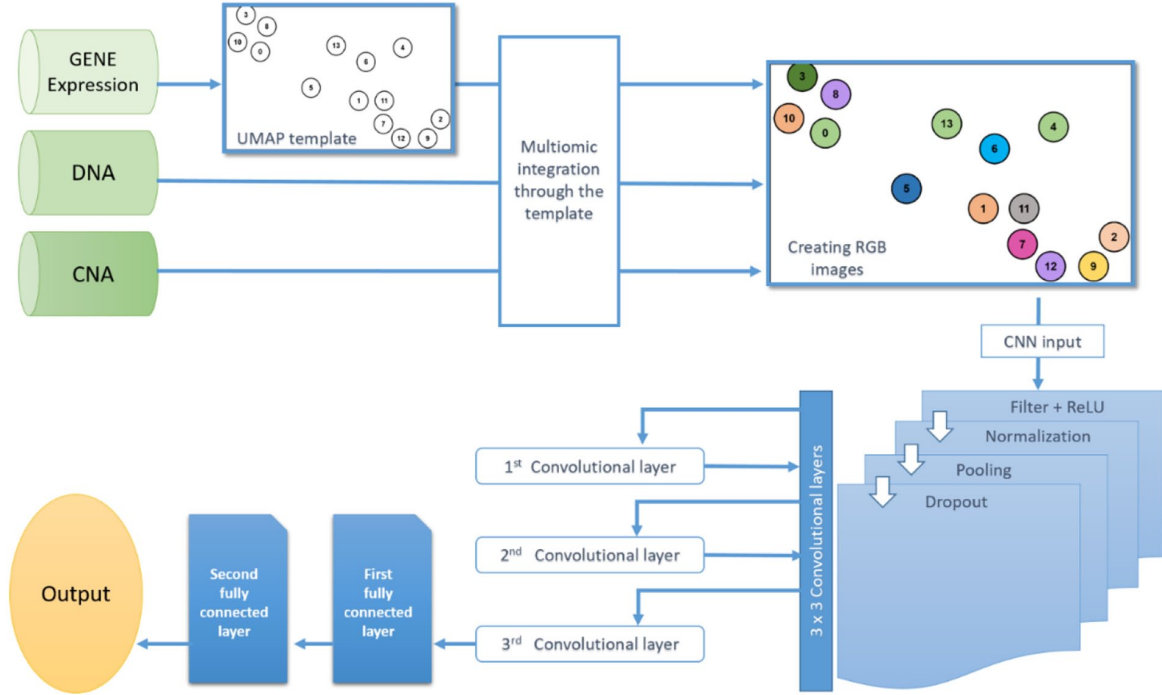 GENE
Expression
DNA
CNA
3
8
10
0
13
4
6
5
1
11
7
2
12
9
UMAP template
Multiomic
integration
through the
template
3
8
10
0
13
4
6
5
1
11
7
2
12
9
Creating RGB
images
CNN input
Filter + ReLU
Normalization
Pooling
Dropout
3 x 3 Convolutional layers
1st Convolutional layer
2nd Convolutional layer
3rd Convolutional layer
First
fully
connected
layer
Second
fully
connected
layer
Output